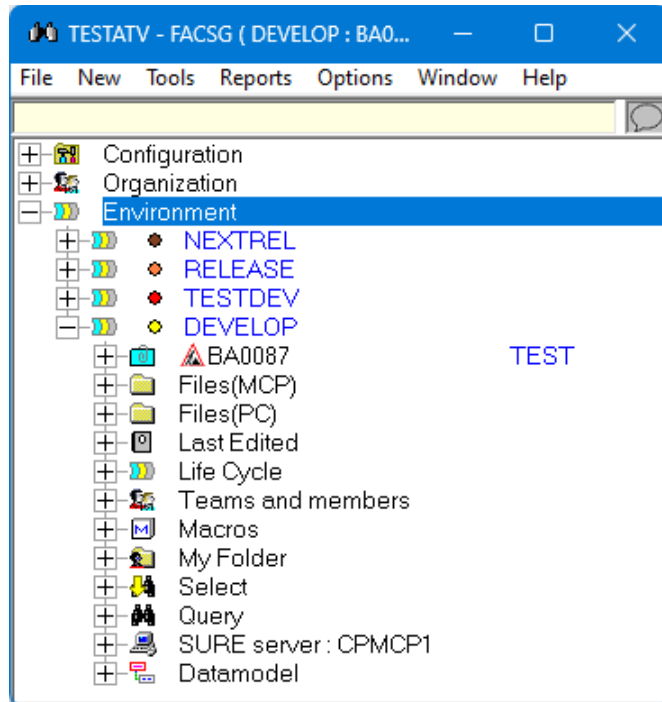 TESTATV - FACSG ( DEVELOP : BA0...
File New Tools Reports Options Window Help
Configuration
Organization
Environment
NEXTREL
RELEASE
TESTDEV
DEVELOP
BA0087 TEST
Files(MCP)
Files(PC)
Last Edited
Life Cycle
Teams and members
Macros
My Folder
Select
Query
SURE server : CPMCP1
Datamodel